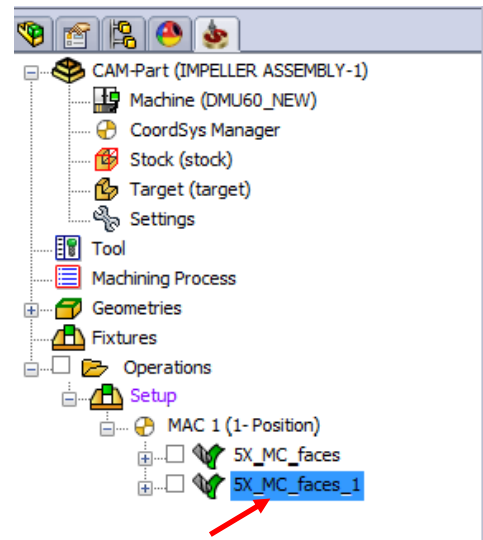 CAM-Part (IMPELLER ASSEMBLY-1)
Machine (DMU60_NEW)
CoordSys Manager
Stock (stock)
Target (target)
Settings
Tool
Machining Process
Geometries
Fixtures
Operations
Setup
MAC 1 (1- Position)
5X_MC_faces
5X_MC_faces_1